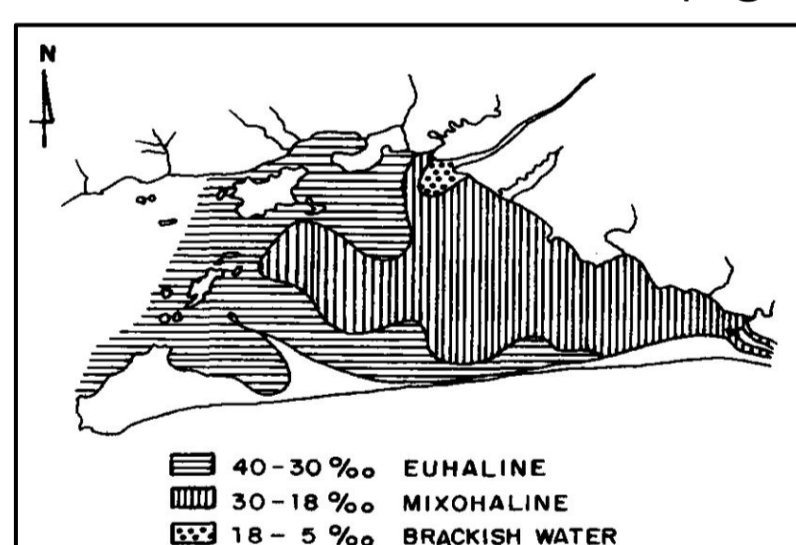 N
40-30 ‰ EUHALINE
30-18 ‰ MIXOHALINE
18- 5 ‰ BRACKISH WATER